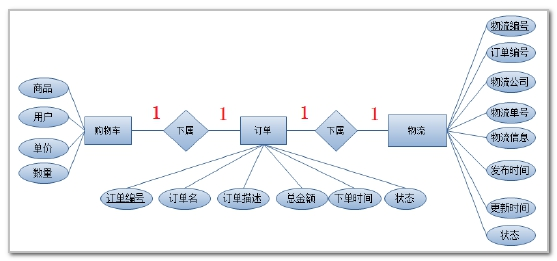 商品
用户
单价
数量
购物车
1
下属
1
订单
1
下属
1
物流
订单编号
订单名
订单描述
总金额
下单时间
状态
物流编号
订单编号
物流公司
物流单号
物流信息
发布时间
更新时间
状态